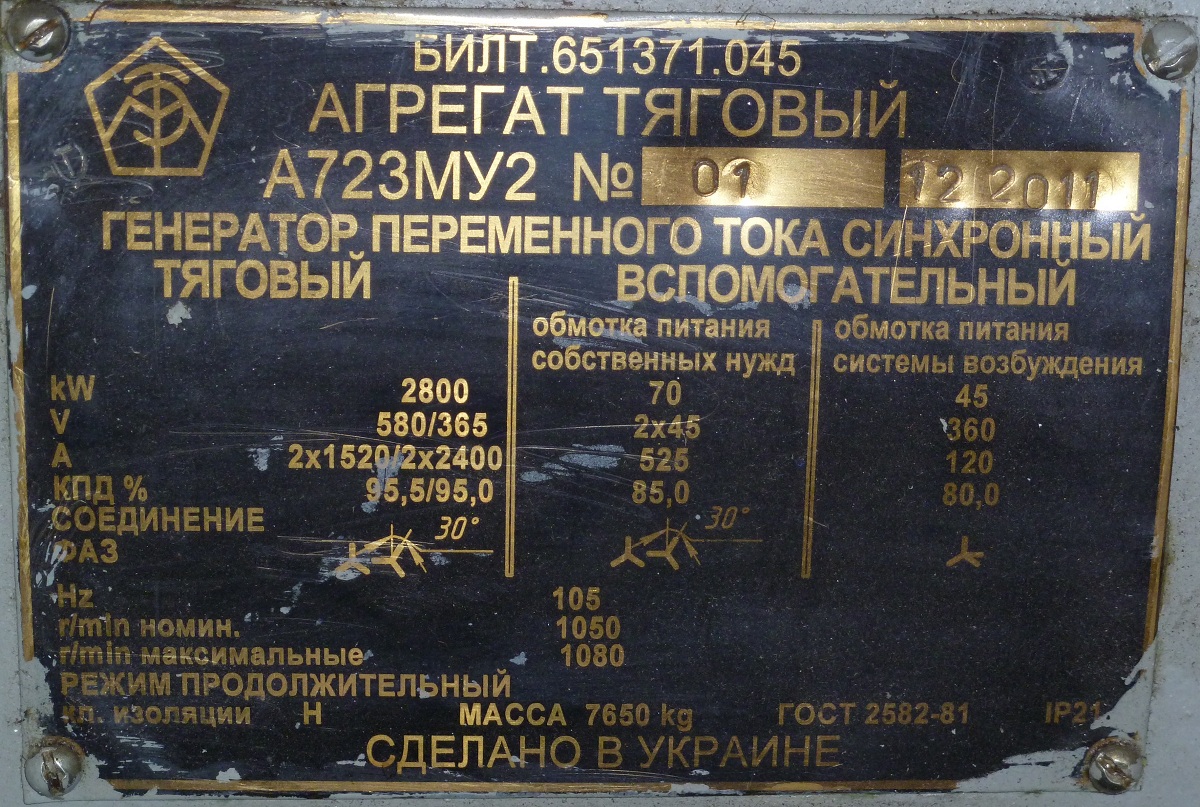 БИЛТ.651371.045
АГРЕГАТ ТЯГОВЫЙ
А723МУ2 № 01 12 2011
ГЕНЕРАТОР ПЕРЕМЕННОГО ТОКА СИНХРОННЫЙ
ТЯГОВЫЙ ВСПОМОГАТЕЛЬНЫЙ
обмотка питания обмотка питания
собственных нужд системы возбуждения
kW 2800 70 45
V 580/365 2x45 360
A 2x1520/2x2400 525 120
КПД % 95,5/95,0 85,0 80,0
СОЕДИНЕНИЕ 30° 30°
ФАЗ
Hz 105
r/min номин. 1050
r/min максимальные 1080
РЕЖИМ ПРОДОЛЖИТЕЛЬНЫЙ
кл. изоляции Н МАССА 7650 kg ГОСТ 2582-81 IP21
СДЕЛАНО В УКРАИНЕ